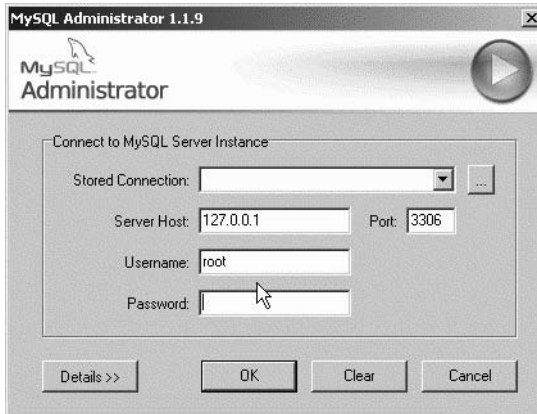 MySQL Administrator 1.1.9
MySQL
Administrator
Connect to MySQL Server Instance
Stored Connection:
...
Server Host: 127.0.0.1 Port: 3306
Username: root
Password:
Details >> OK Clear Cancel